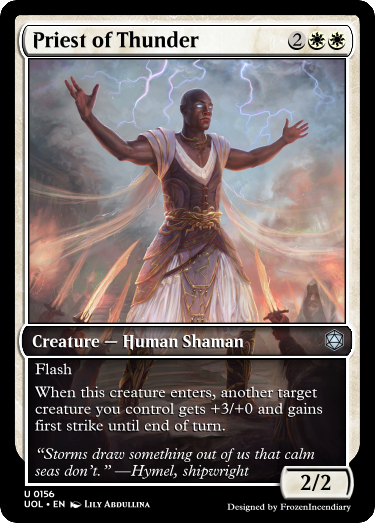 Priest of Thunder 2
Creature — Human Shaman
Flash
When this creature enters, another target
creature you control gets +3/+0 and gains
first strike until end of turn.
“Storms draw something out of us that calm
seas don’t.” —Hymel, shipwright
2/2
U 0156
UOL • EN Lily Abdullina
Designed by FrozenIncendiary